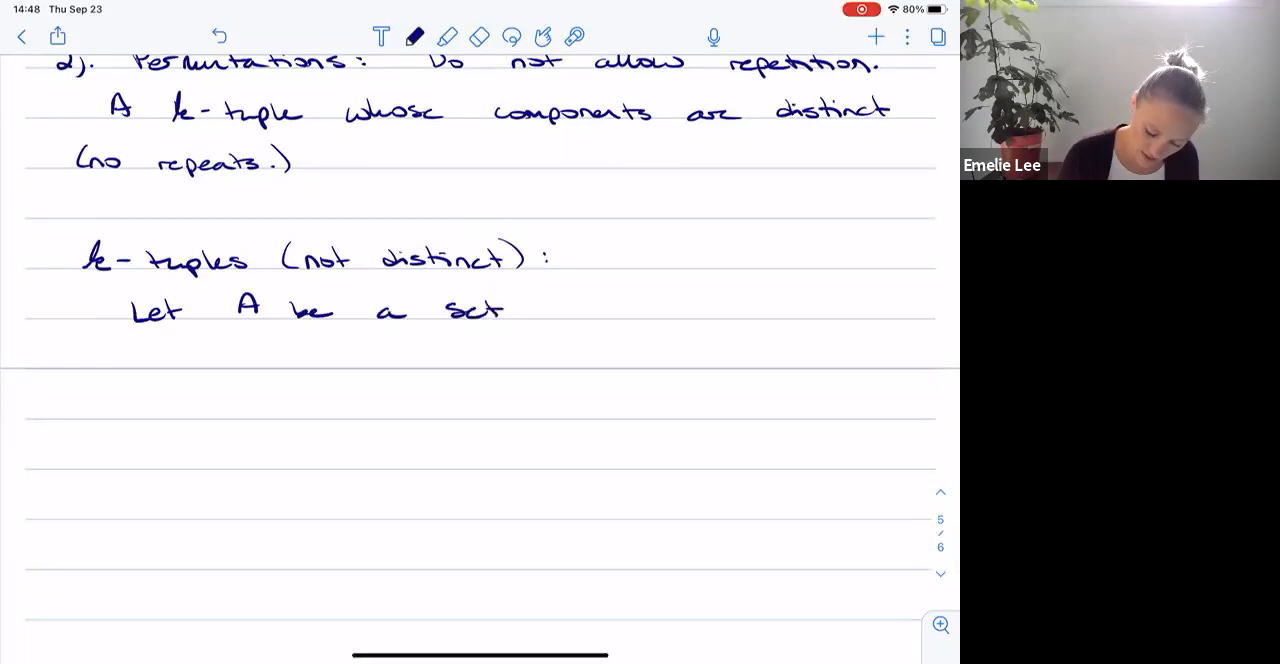 14:48 Thu Sep 23
80%
2). Permutations: Do not allow repetition.
A k-tuple whose components are distinct
(no repeats.)
k-tuples (not distinct):
Let A be a set
5
/
6
Emelie Lee